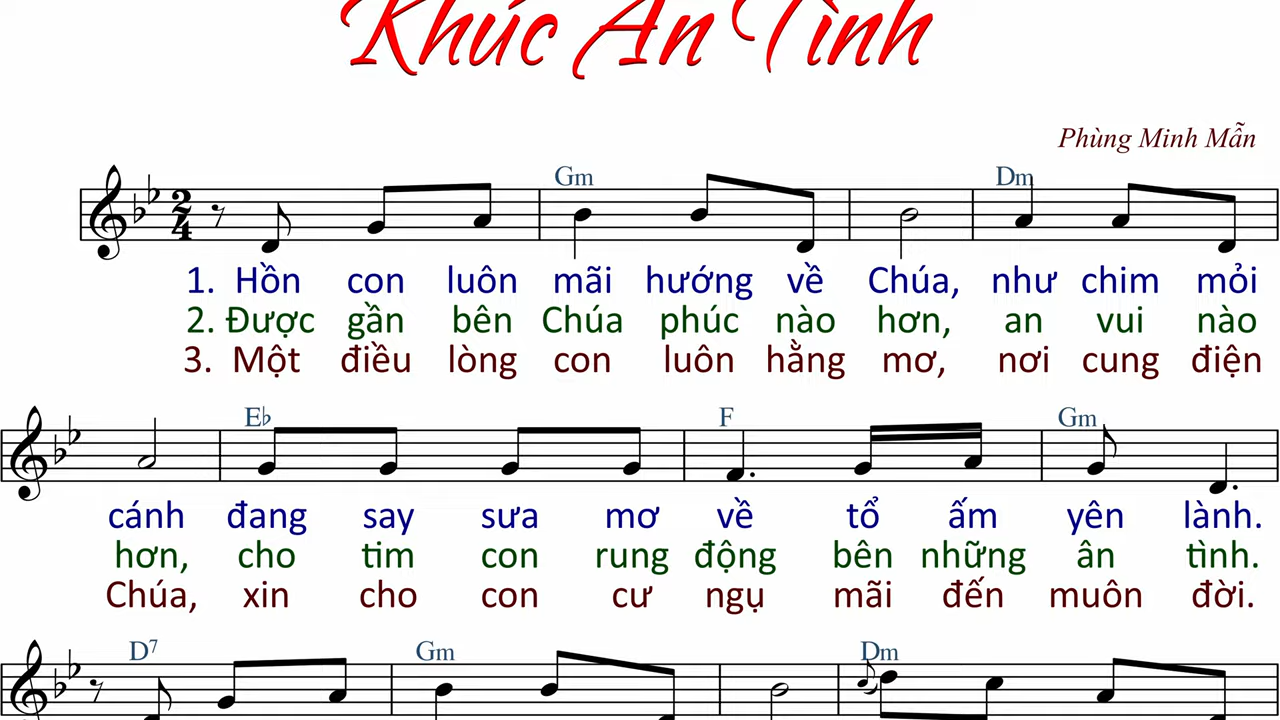 Khúc Ân Tình
Phùng Minh Mẫn
Gm Dm
2
4
1. Hồn con luôn mãi hướng về Chúa, như chim mỏi
2. Được gần bên Chúa phúc nào hơn, an vui nào
3. Một điều lòng con luôn hằng mơ, nơi cung điện
E♭ F Gm
cánh đang say sưa mơ về tổ ấm yên lành.
hơn, cho tim con rung động bên những ân tình.
Chúa, xin cho con cư ngụ mãi đến muôn đời.
D7 Gm Dm